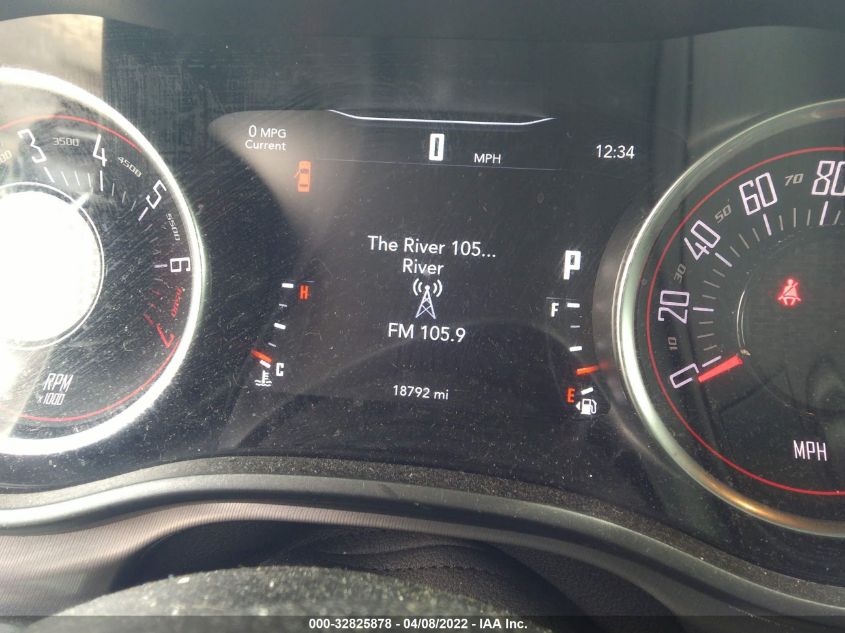 0 MPG
Current
0 MPH
12:34
The River 105...
River
FM 105.9
18792 mi
P
H
C
F
E
3 3500 4 4500 5 5500 6 6500 7
RPM
x1000
0 10 20 30 40 50 60 70 80
MPH
000-32825878 - 04/08/2022 - IAA Inc.